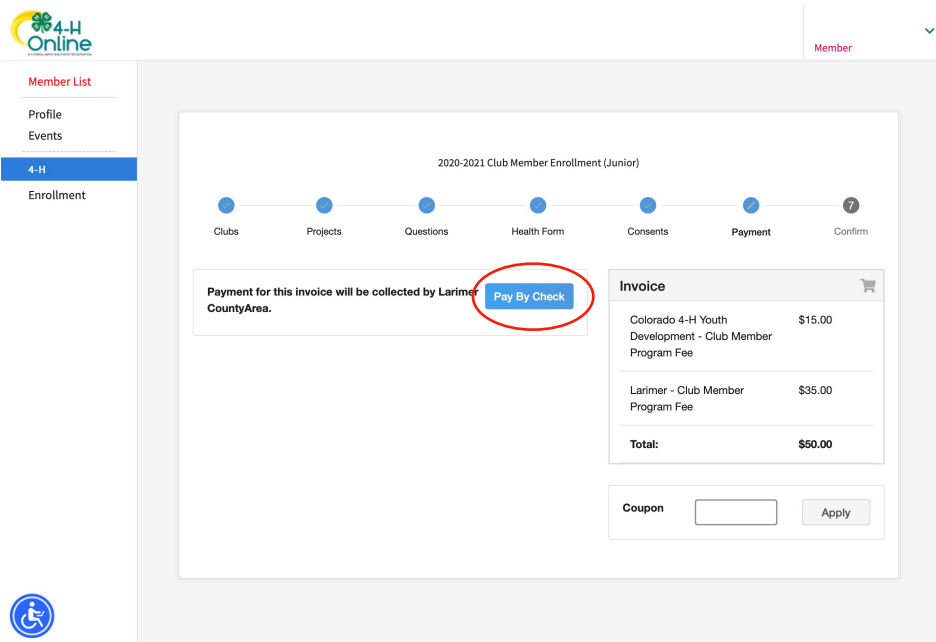 4-H
Online
Member
Member List
Profile
Events
4-H
Enrollment
2020-2021 Club Member Enrollment (Junior)
Clubs
Projects
Questions
Health Form
Consents
Payment
7
Confirm
Payment for this invoice will be collected by Larimer
CountyArea.
Pay By Check
Invoice
Colorado 4-H Youth $15.00
Development - Club Member
Program Fee
Larimer - Club Member $35.00
Program Fee
Total: $50.00
Coupon
Apply